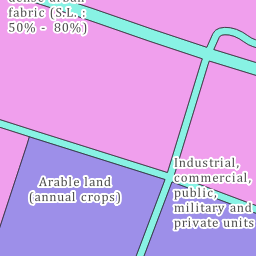 fabric (S.L. :
50% - 80%)
Industrial,
commercial,
public,
military and
private units
Arable land
(annual crops)